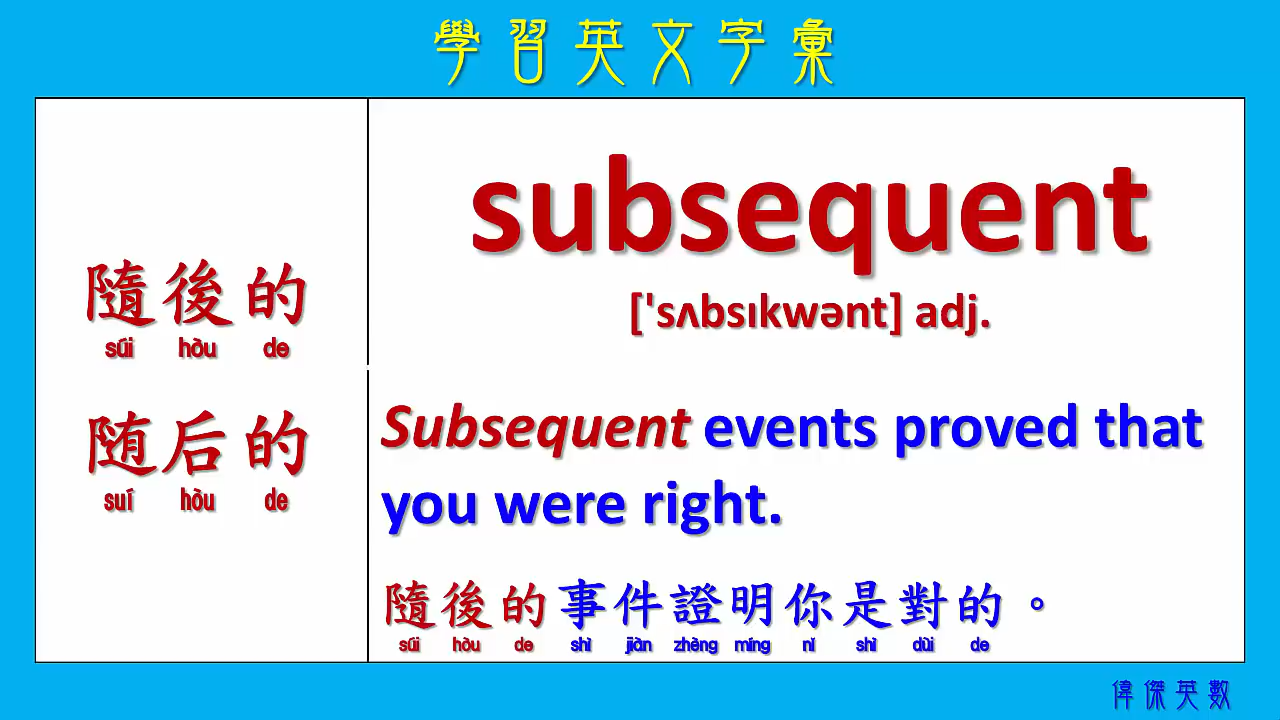 學習英文字彙
隨後的
súi hòu de
随后的
suí hòu de
subsequent
['sʌbsɪkwənt] adj.
Subsequent events proved that
you were right.
隨後的事件證明你是對的。
súi hòu de shì jiàn zhèng míng nǐ shì dùi de
偉傑英數